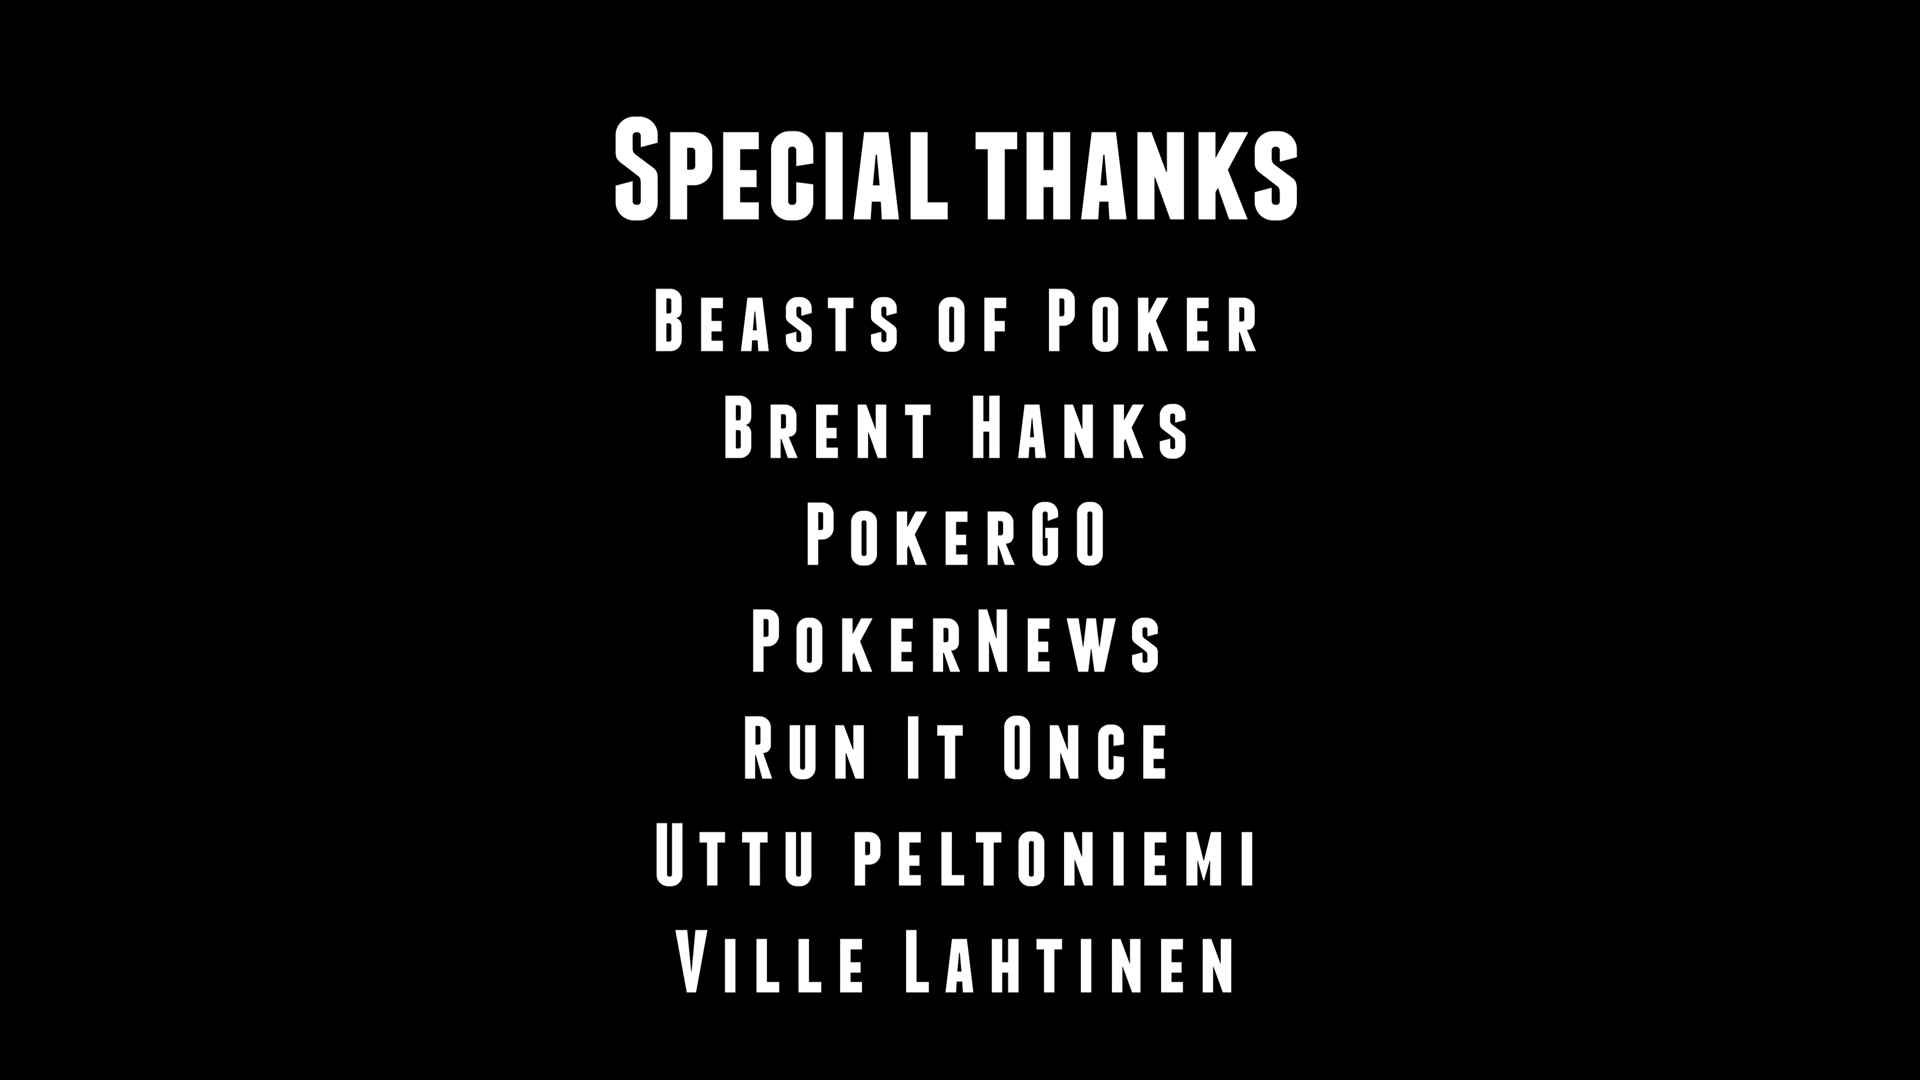 Special thanks
Beasts of Poker
Brent Hanks
PokerGO
PokerNews
Run It Once
Uttu peltoniemi
Ville Lahtinen